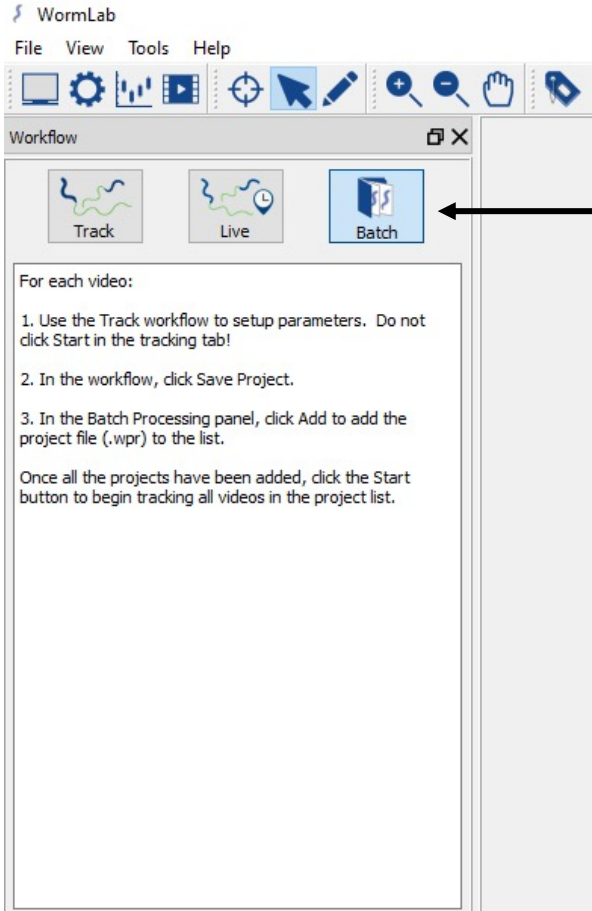 WormLab
File View Tools Help
Workflow
Track Live Batch
For each video:
1. Use the Track workflow to setup parameters. Do not
click Start in the tracking tab!
2. In the workflow, click Save Project.
3. In the Batch Processing panel, click Add to add the
project file (.wpr) to the list.
Once all the projects have been added, click the Start
button to begin tracking all videos in the project list.